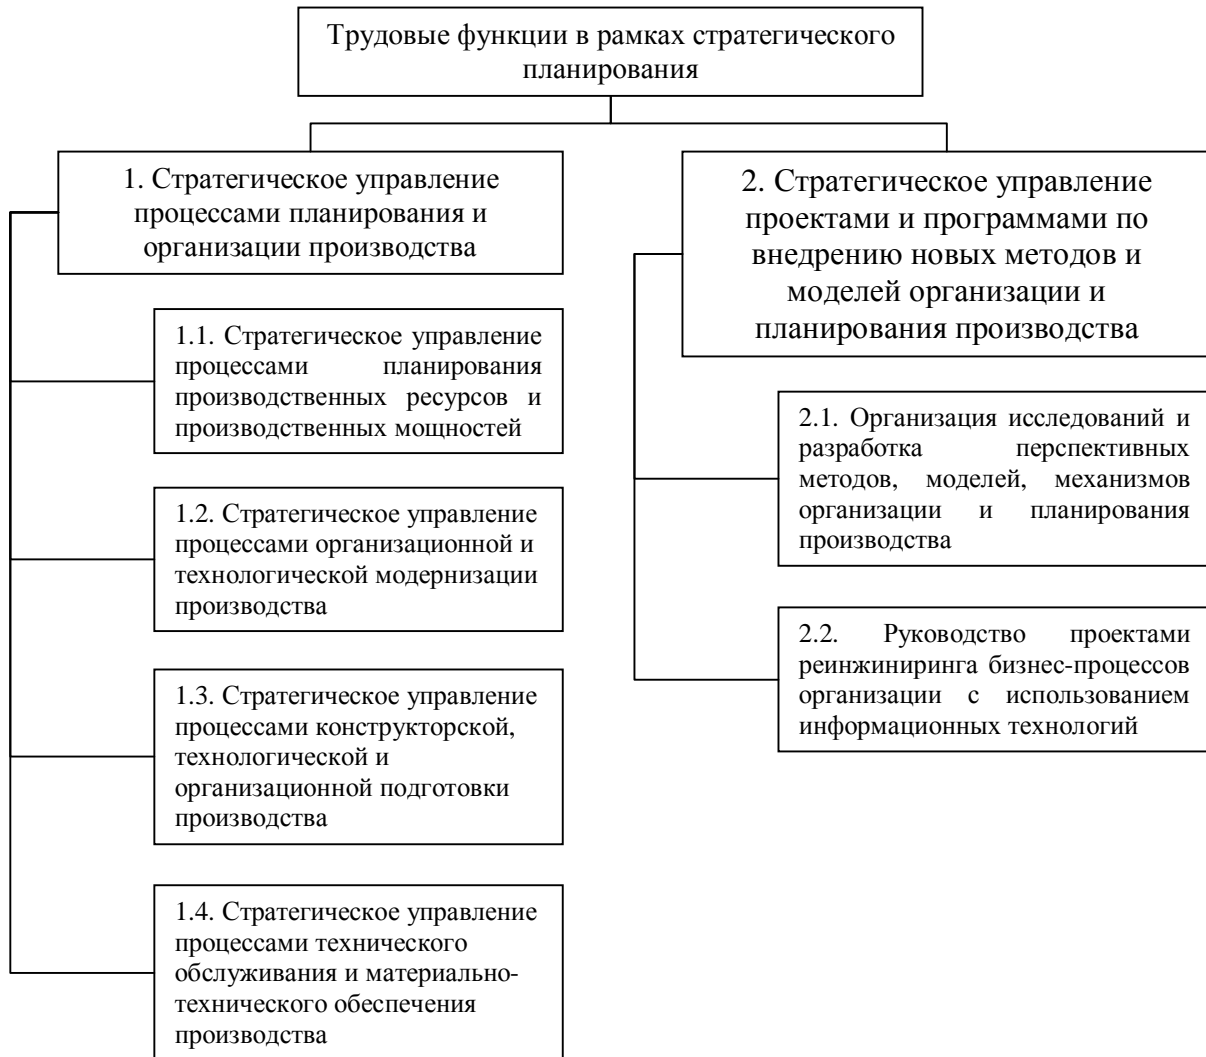 Трудовые функции в рамках стратегического
планирования
1. Стратегическое управление
процессами планирования и
организации производства
1.1. Стратегическое управление
процессами планирования
производственных ресурсов и
производственных мощностей
1.2. Стратегическое управление
процессами организационной и
технологической модернизации
производства
1.3. Стратегическое управление
процессами конструкторской,
технологической и
организационной подготовки
производства
1.4. Стратегическое управление
процессами технического
обслуживания и материально-
технического обеспечения
производства
2. Стратегическое управление
проектами и программами по
внедрению новых методов и
моделей организации и
планирования производства
2.1. Организация исследований и
разработка перспективных
методов, моделей, механизмов
организации и планирования
производства
2.2. Руководство проектами
реинжиниринга бизнес-процессов
организации с использованием
информационных технологий